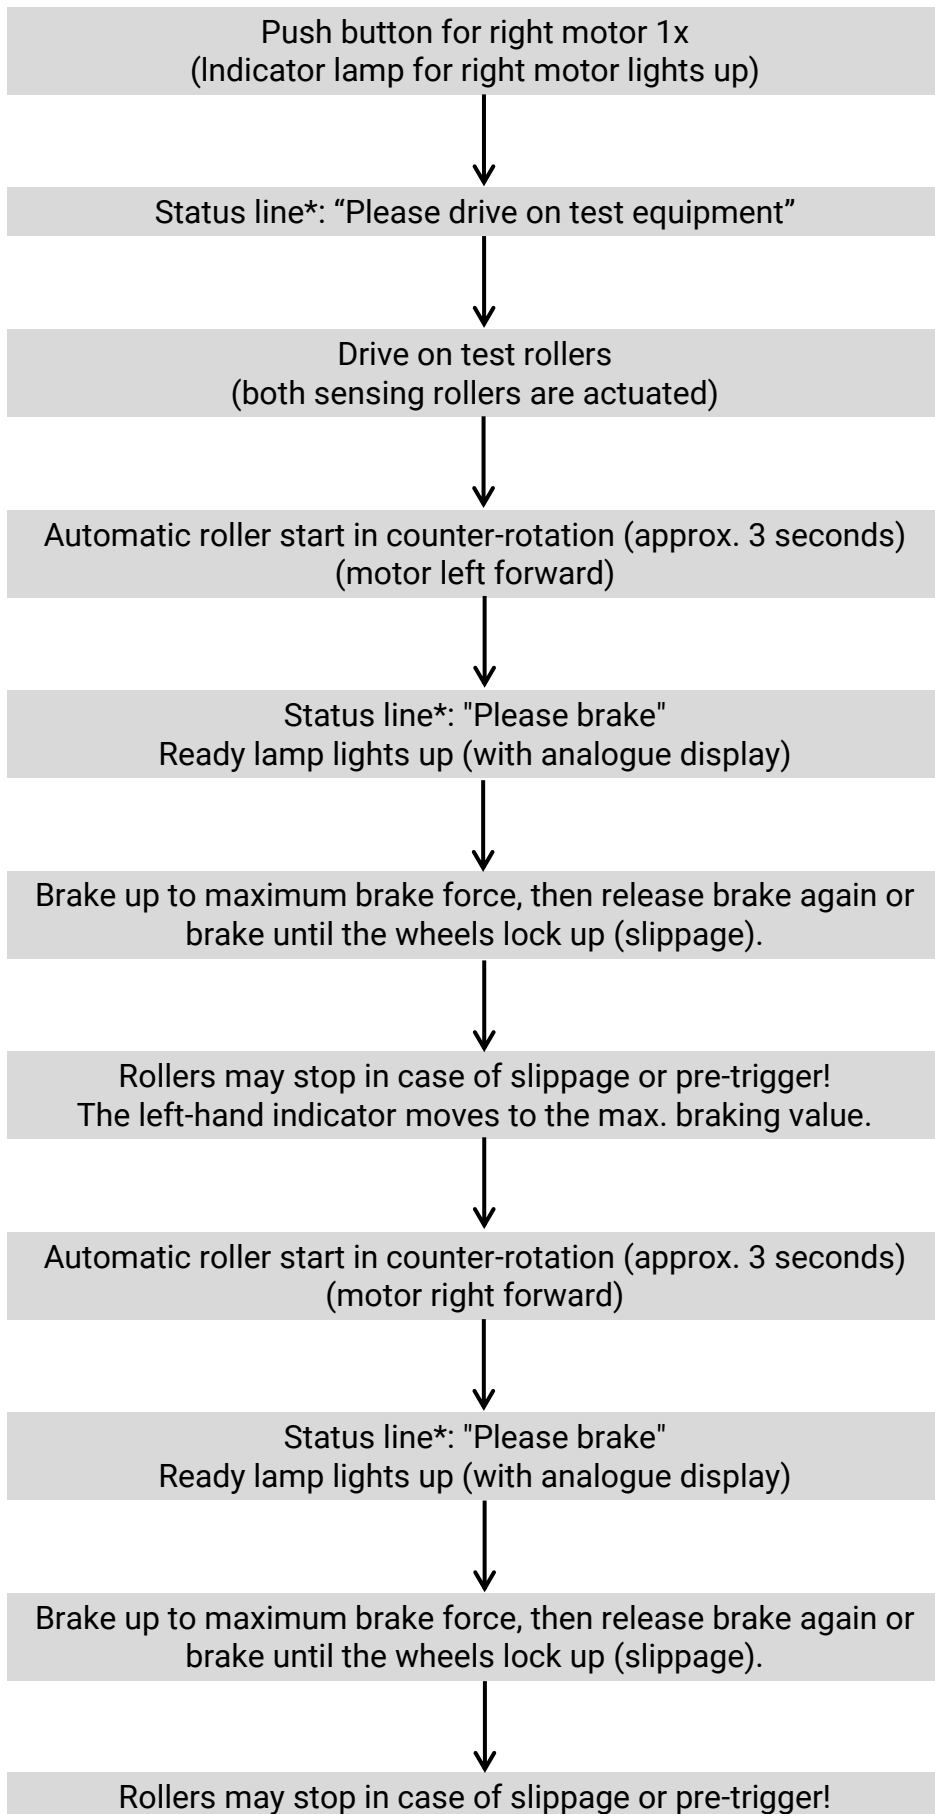 Push button for right motor 1x
(Indicator lamp for right motor lights up)
Status line*: “Please drive on test equipment”
Drive on test rollers
(both sensing rollers are actuated)
Automatic roller start in counter-rotation (approx. 3 seconds)
(motor left forward)
Status line*: "Please brake"
Ready lamp lights up (with analogue display)
Brake up to maximum brake force, then release brake again or
brake until the wheels lock up (slippage).
Rollers may stop in case of slippage or pre-trigger!
The left-hand indicator moves to the max. braking value.
Automatic roller start in counter-rotation (approx. 3 seconds)
(motor right forward)
Status line*: "Please brake"
Ready lamp lights up (with analogue display)
Brake up to maximum brake force, then release brake again or
brake until the wheels lock up (slippage).
Rollers may stop in case of slippage or pre-trigger!